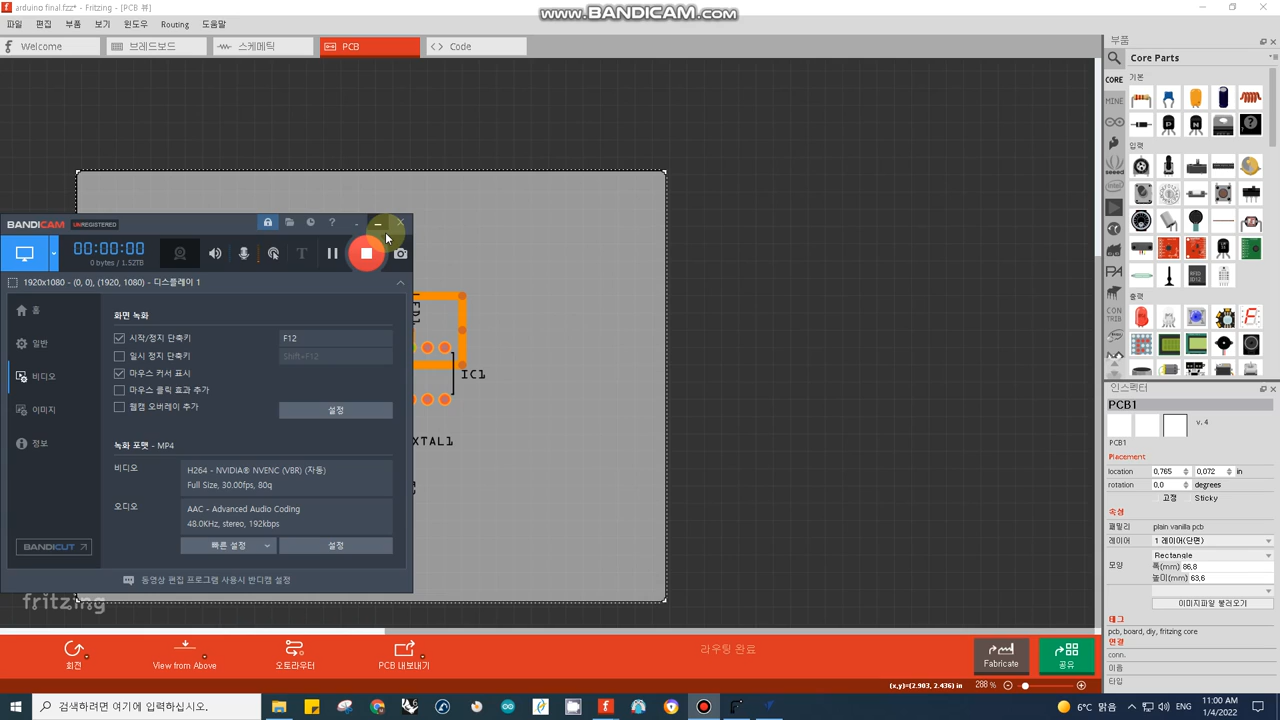 arduino final.fzz* - Fritzing - [PCB 뷰]
WWW.BANDICAM.COM
파일 편집 부품 보기 윈도우 Routing 도움말
Welcome 브레드보드 스케메틱 PCB Code
부품
Core Parts
CORE
기본
MINE
입력
출력
CON
TRIB
BANDICAM UNREGISTERED
00:00:00
0 bytes / 1.52TB
1920x1080 - (0, 0), (1920, 1080) - 디스플레이 1
홈
일반
비디오
이미지
정보
BANDICUT
화면 녹화
시작/정지 단축키 F12
일시 정지 단축키 Shift+F12
마우스 커서 표시
마우스 클릭 효과 추가
웹캠 오버레이 추가
설정
녹화 포맷 - MP4
비디오
H264 - NVIDIA® NVENC (VBR) (자동)
Full Size, 30.00fps, 80q
오디오
AAC - Advanced Audio Coding
48.0KHz, stereo, 192kbps
빠른 설정 설정
동영상 편집 프로그램 사용시 반디캠 설정
IC1
XTAL1
fritzing
인스펙터
PCB1
v. 4
PCB1
Placement
location 0,765 0,072 in
rotation 0,0 degrees
고정 Sticky
속성
패밀리 plain vanilla pcb
레이어 1 레이어(단면)
모양 Rectangle
폭(mm) 86,8
높이(mm) 63,6
이미지파일 불러오기
태그
pcb, board, diy, fritzing core
연결
conn.
이름
타입
회전 View from Above 오토라우터 PCB 내보내기 라우팅 완료 Fabricate 공유
(x,y)=(2.903, 2.436) in 288 %
검색하려면 여기에 입력하십시오.
6°C 맑음 ENG 11:00 AM
1/4/2022